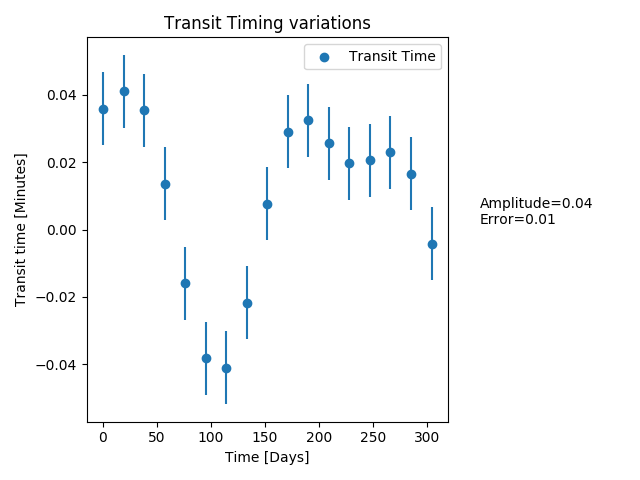 Transit Timing variations
Transit Time
Transit time [Minutes]
0.04
0.02
0.00
−0.02
−0.04
0
50
100
150
200
250
300
Time [Days]
Amplitude=0.04
Error=0.01